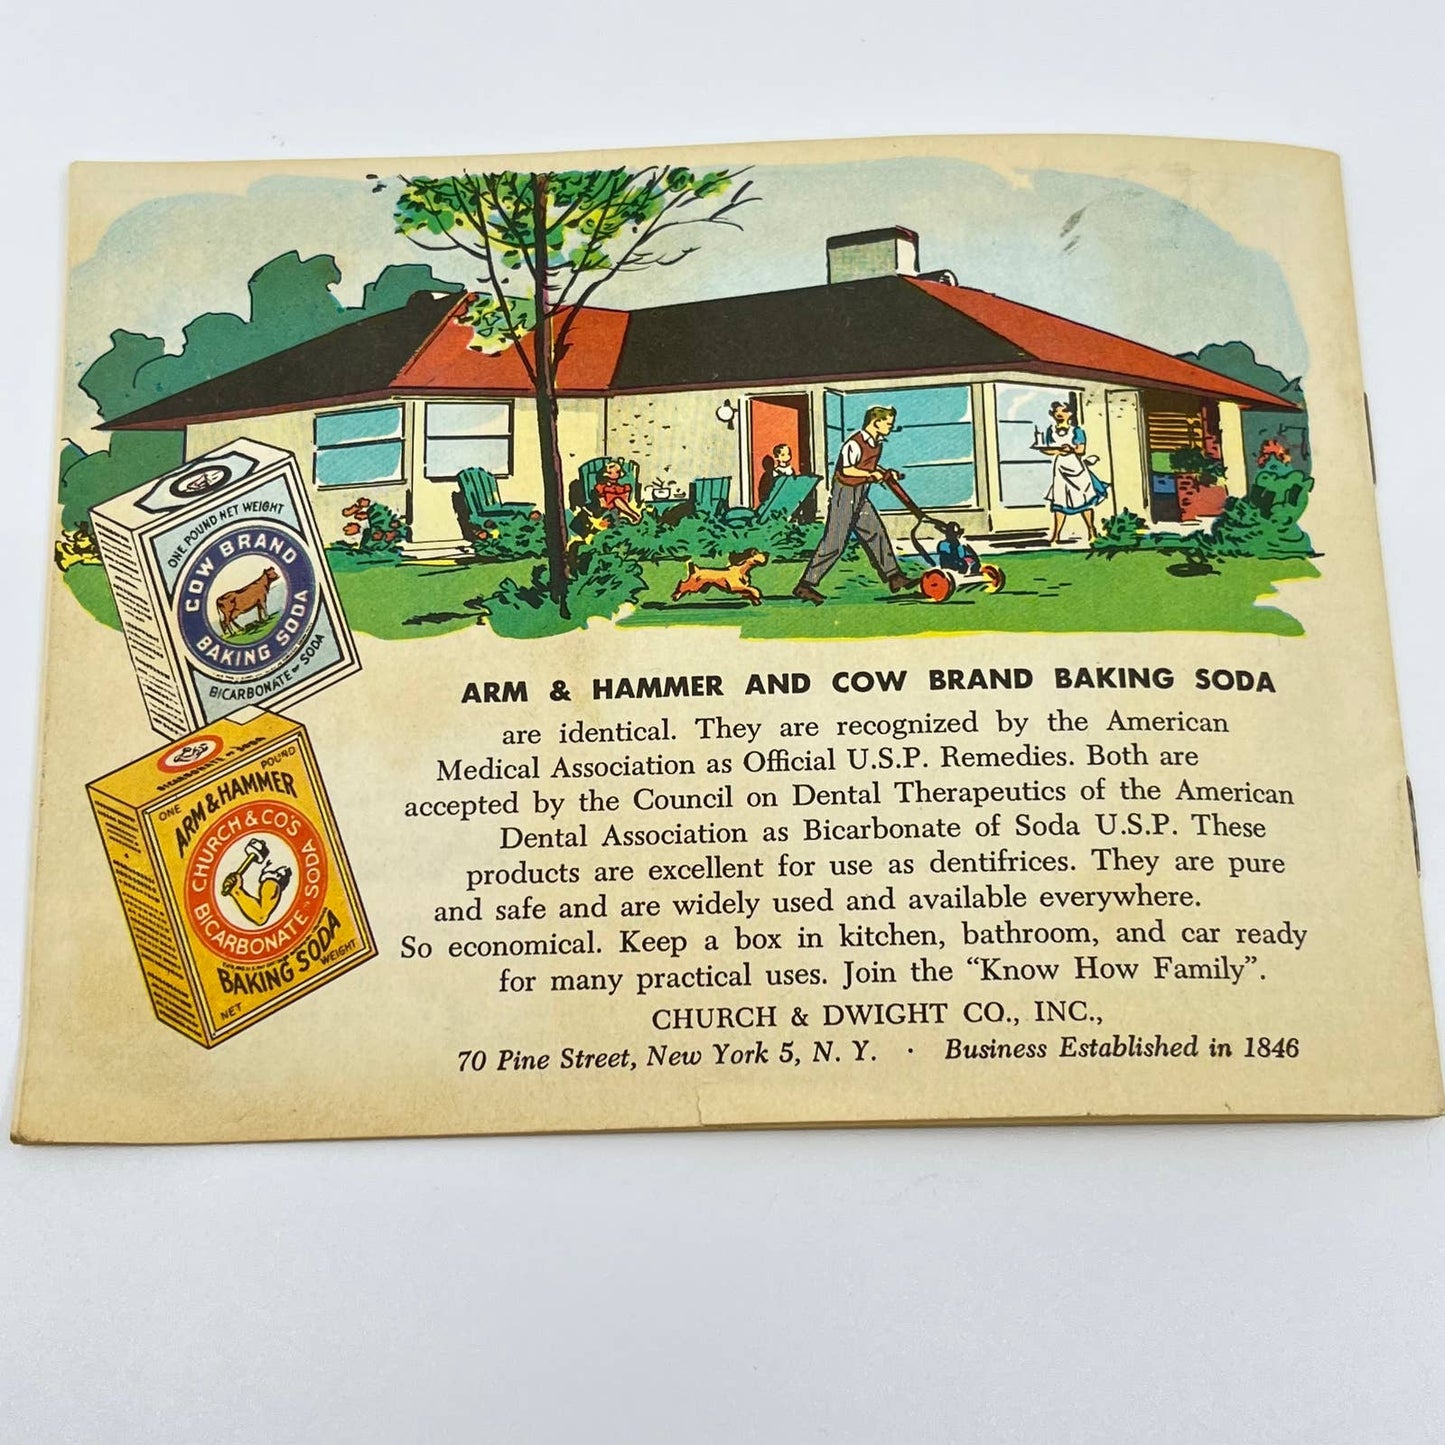 ONE POUND NET WEIGHT
COW BRAND
BAKING SODA
BICARBONATE OF SODA
BICARBONATE OF SODA
ONE POUND
ARM & HAMMER
CHURCH & CO'S
BICARBONATE OF SODA
BAKING SODA
NET WEIGHT
ARM & HAMMER AND COW BRAND BAKING SODA
are identical. They are recognized by the American
Medical Association as Official U.S.P. Remedies. Both are
accepted by the Council on Dental Therapeutics of the American
Dental Association as Bicarbonate of Soda U.S.P. These
products are excellent for use as dentifrices. They are pure
and safe and are widely used and available everywhere.
So economical. Keep a box in kitchen, bathroom, and car ready
for many practical uses. Join the “Know How Family”.
CHURCH & DWIGHT CO., INC.,
70 Pine Street, New York 5, N. Y. · Business Established in 1846